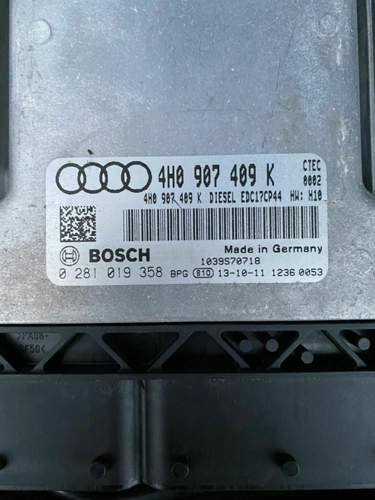 4H0 907 409 K
CTEC
0002
4H0 907 409 K DIESEL EDC17CP44 HW: H10
BOSCH
Made in Germany
1039S70718
0 281 019 358 BPG 810 13-10-11 1236 0053